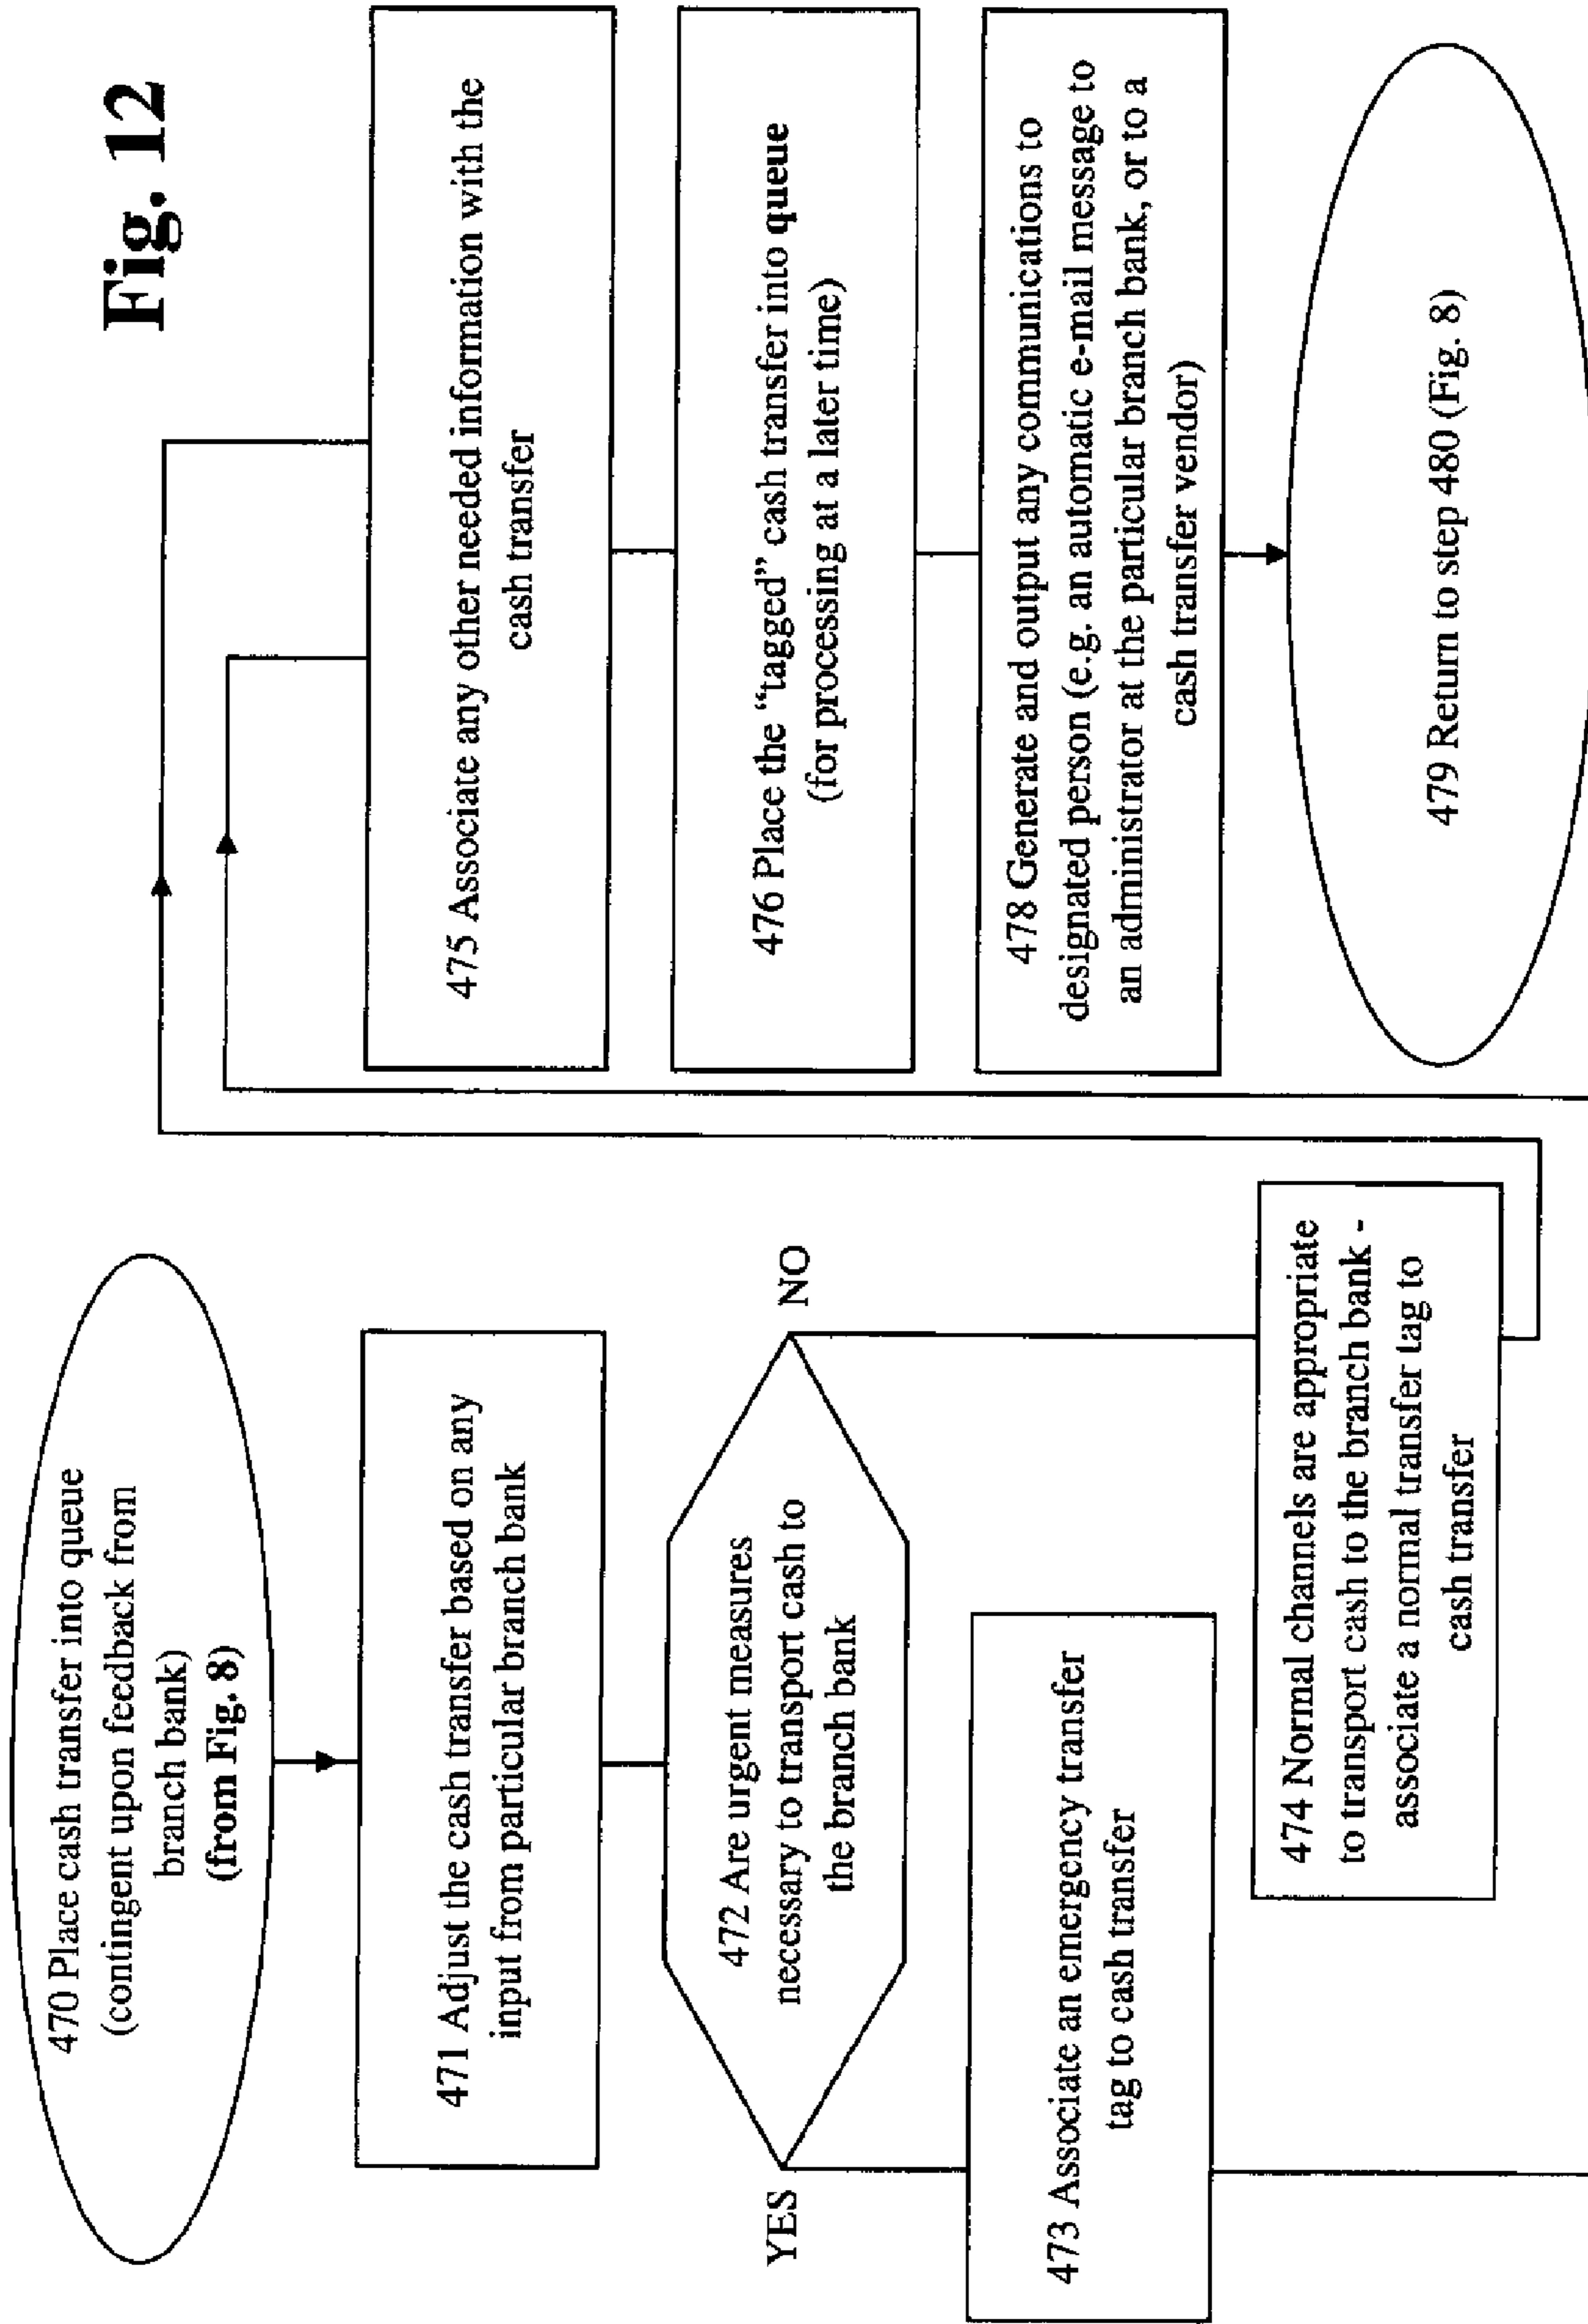 Fig. 12
470 Place cash transfer into queue
(contingent upon feedback from
branch bank)
(from Fig. 8)
471 Adjust the cash transfer based on any
input from particular branch bank
472 Are urgent measures
necessary to transport cash to
the branch bank
YES
NO
473 Associate an emergency transfer
tag to cash transfer
474 Normal channels are appropriate
to transport cash to the branch bank -
associate a normal transfer tag to
cash transfer
475 Associate any other needed information with the
cash transfer
476 Place the “tagged” cash transfer into queue
(for processing at a later time)
478 Generate and output any communications to
designated person (e.g. an automatic e-mail message to
an administrator at the particular branch bank, or to a
cash transfer vendor)
479 Return to step 480 (Fig. 8)